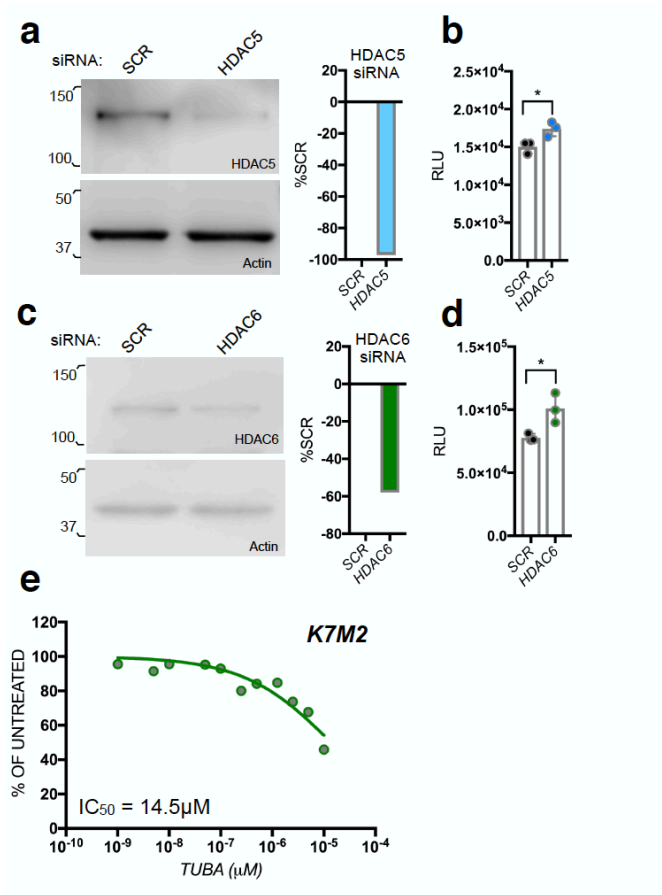 a
siRNA:
SCR
HDAC5
150
100
HDAC5
50
37
Actin
HDAC5
siRNA
%SCR
20
0
-20
-40
-60
-80
-100
SCR
HDAC5
b
RLU
2.5×10⁴
2.0×10⁴
1.5×10⁴
1.0×10⁴
5.0×10³
0.0
*
SCR
HDAC5
c
siRNA:
SCR
HDAC6
150
100
HDAC6
50
37
Actin
HDAC6
siRNA
%SCR
20
0
-20
-40
-60
-80
SCR
HDAC6
d
RLU
1.5×10⁵
1.0×10⁵
5.0×10⁴
0.0
*
SCR
HDAC6
e
K7M2
% OF UNTREATED
120
100
80
60
40
20
0
IC₅₀ = 14.5µM
10⁻¹⁰ 10⁻⁹ 10⁻⁸ 10⁻⁷ 10⁻⁶ 10⁻⁵ 10⁻⁴
TUBA (µM)